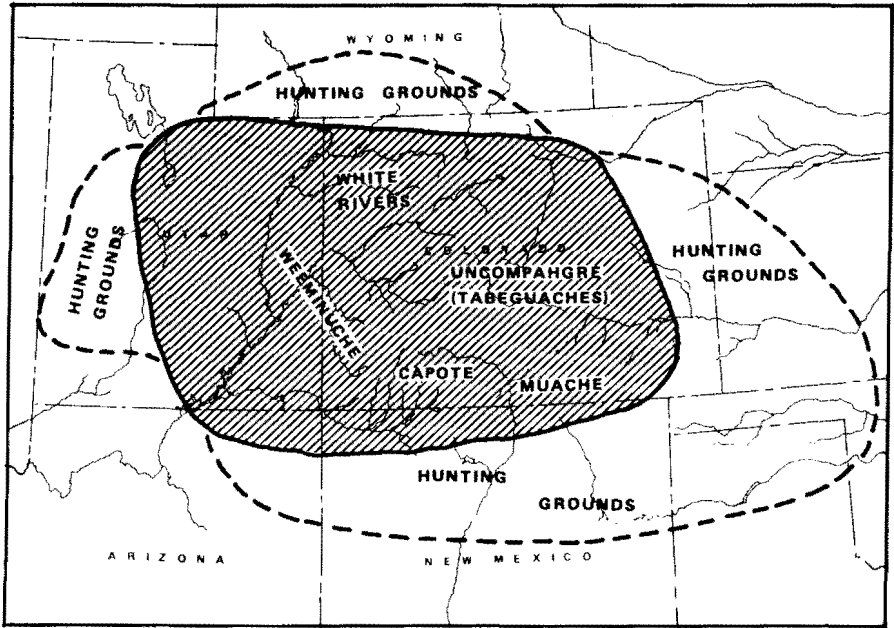 WYOMING
HUNTING GROUNDS
WHITE
RIVERS
UTAH
COLORADO
HUNTING
GROUNDS
HUNTING
GROUNDS
WEEMINUCHE
UNCOMPAHGRE
(TABEGUACHES)
CAPOTE
MUACHE
HUNTING
GROUNDS
ARIZONA
NEW MEXICO